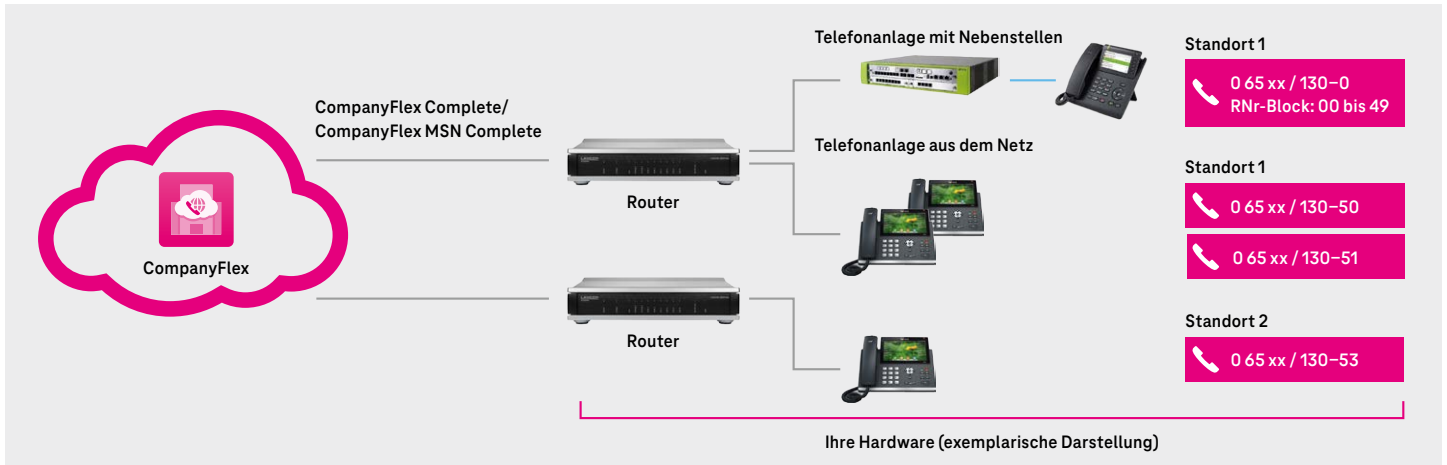 Telefonanlage mit Nebenstellen
Standort 1
0 65 xx / 130–0
RNr-Block: 00 bis 49
CompanyFlex Complete/
CompanyFlex MSN Complete
Router
Telefonanlage aus dem Netz
Standort 1
0 65 xx / 130–50
0 65 xx / 130–51
CompanyFlex
Router
Standort 2
0 65 xx / 130–53
Ihre Hardware (exemplarische Darstellung)